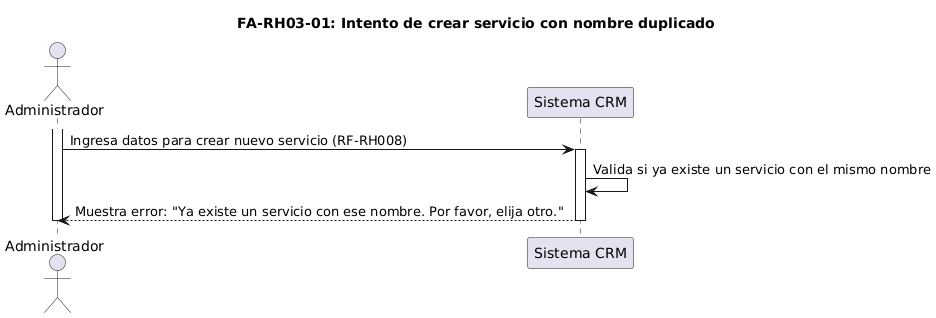 FA-RH03-01: Intento de crear servicio con nombre duplicado
Administrador
Sistema CRM
Ingresa datos para crear nuevo servicio (RF-RH008)
Valida si ya existe un servicio con el mismo nombre
Muestra error: "Ya existe un servicio con ese nombre. Por favor, elija otro."
Administrador
Sistema CRM